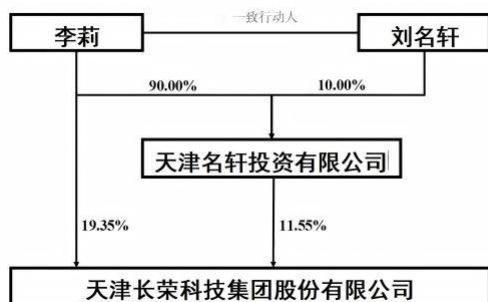 李莉
一致行动人
刘名轩
90.00%
10.00%
天津名轩投资有限公司
19.35%
11.55%
天津长荣科技集团股份有限公司